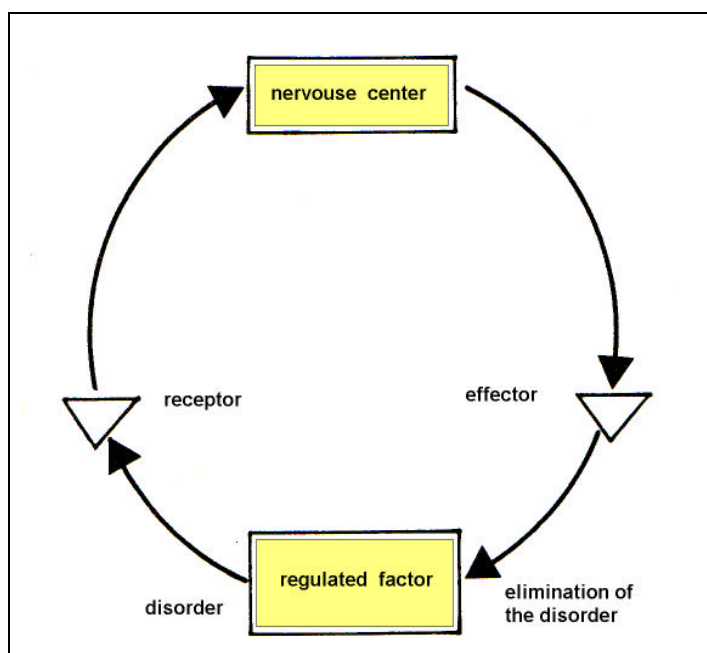 nervouse center
receptor
effector
regulated factor
disorder
elimination of
the disorder